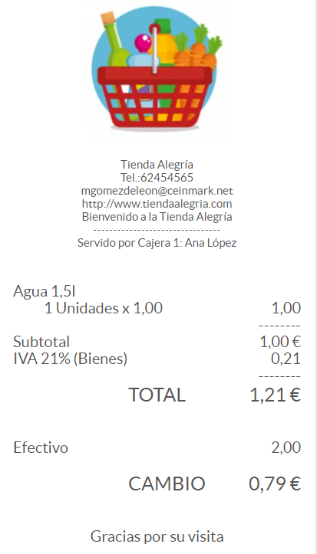 Tienda Alegría
Tel.:62454565
mgomezdeleon@ceinmark.net
http://www.tiendaalegria.com
Bienvenido a la Tienda Alegría
--------------------------------
Servido por Cajera 1: Ana López
Agua 1,5l
1 Unidades x 1,00 1,00
--------
Subtotal 1,00 €
IVA 21% (Bienes) 0,21
--------
TOTAL 1,21 €
Efectivo 2,00
CAMBIO 0,79 €
Gracias por su visita